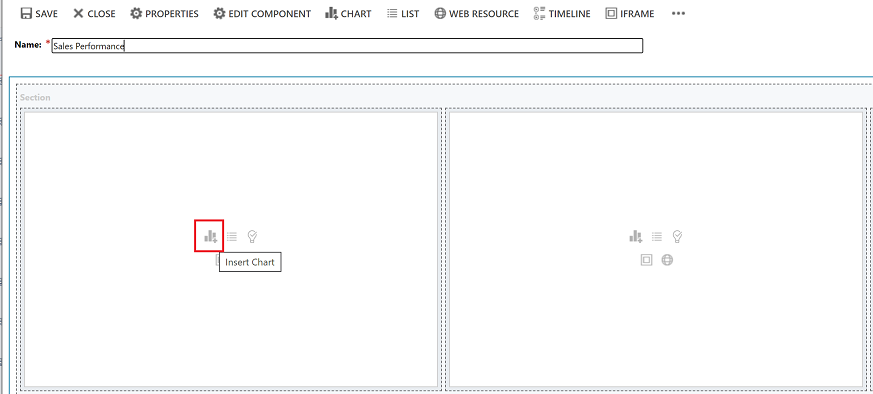 SAVE CLOSE PROPERTIES EDIT COMPONENT CHART LIST WEB RESOURCE TIMELINE IFRAME
Name: * Sales Performance
Section
Insert Chart